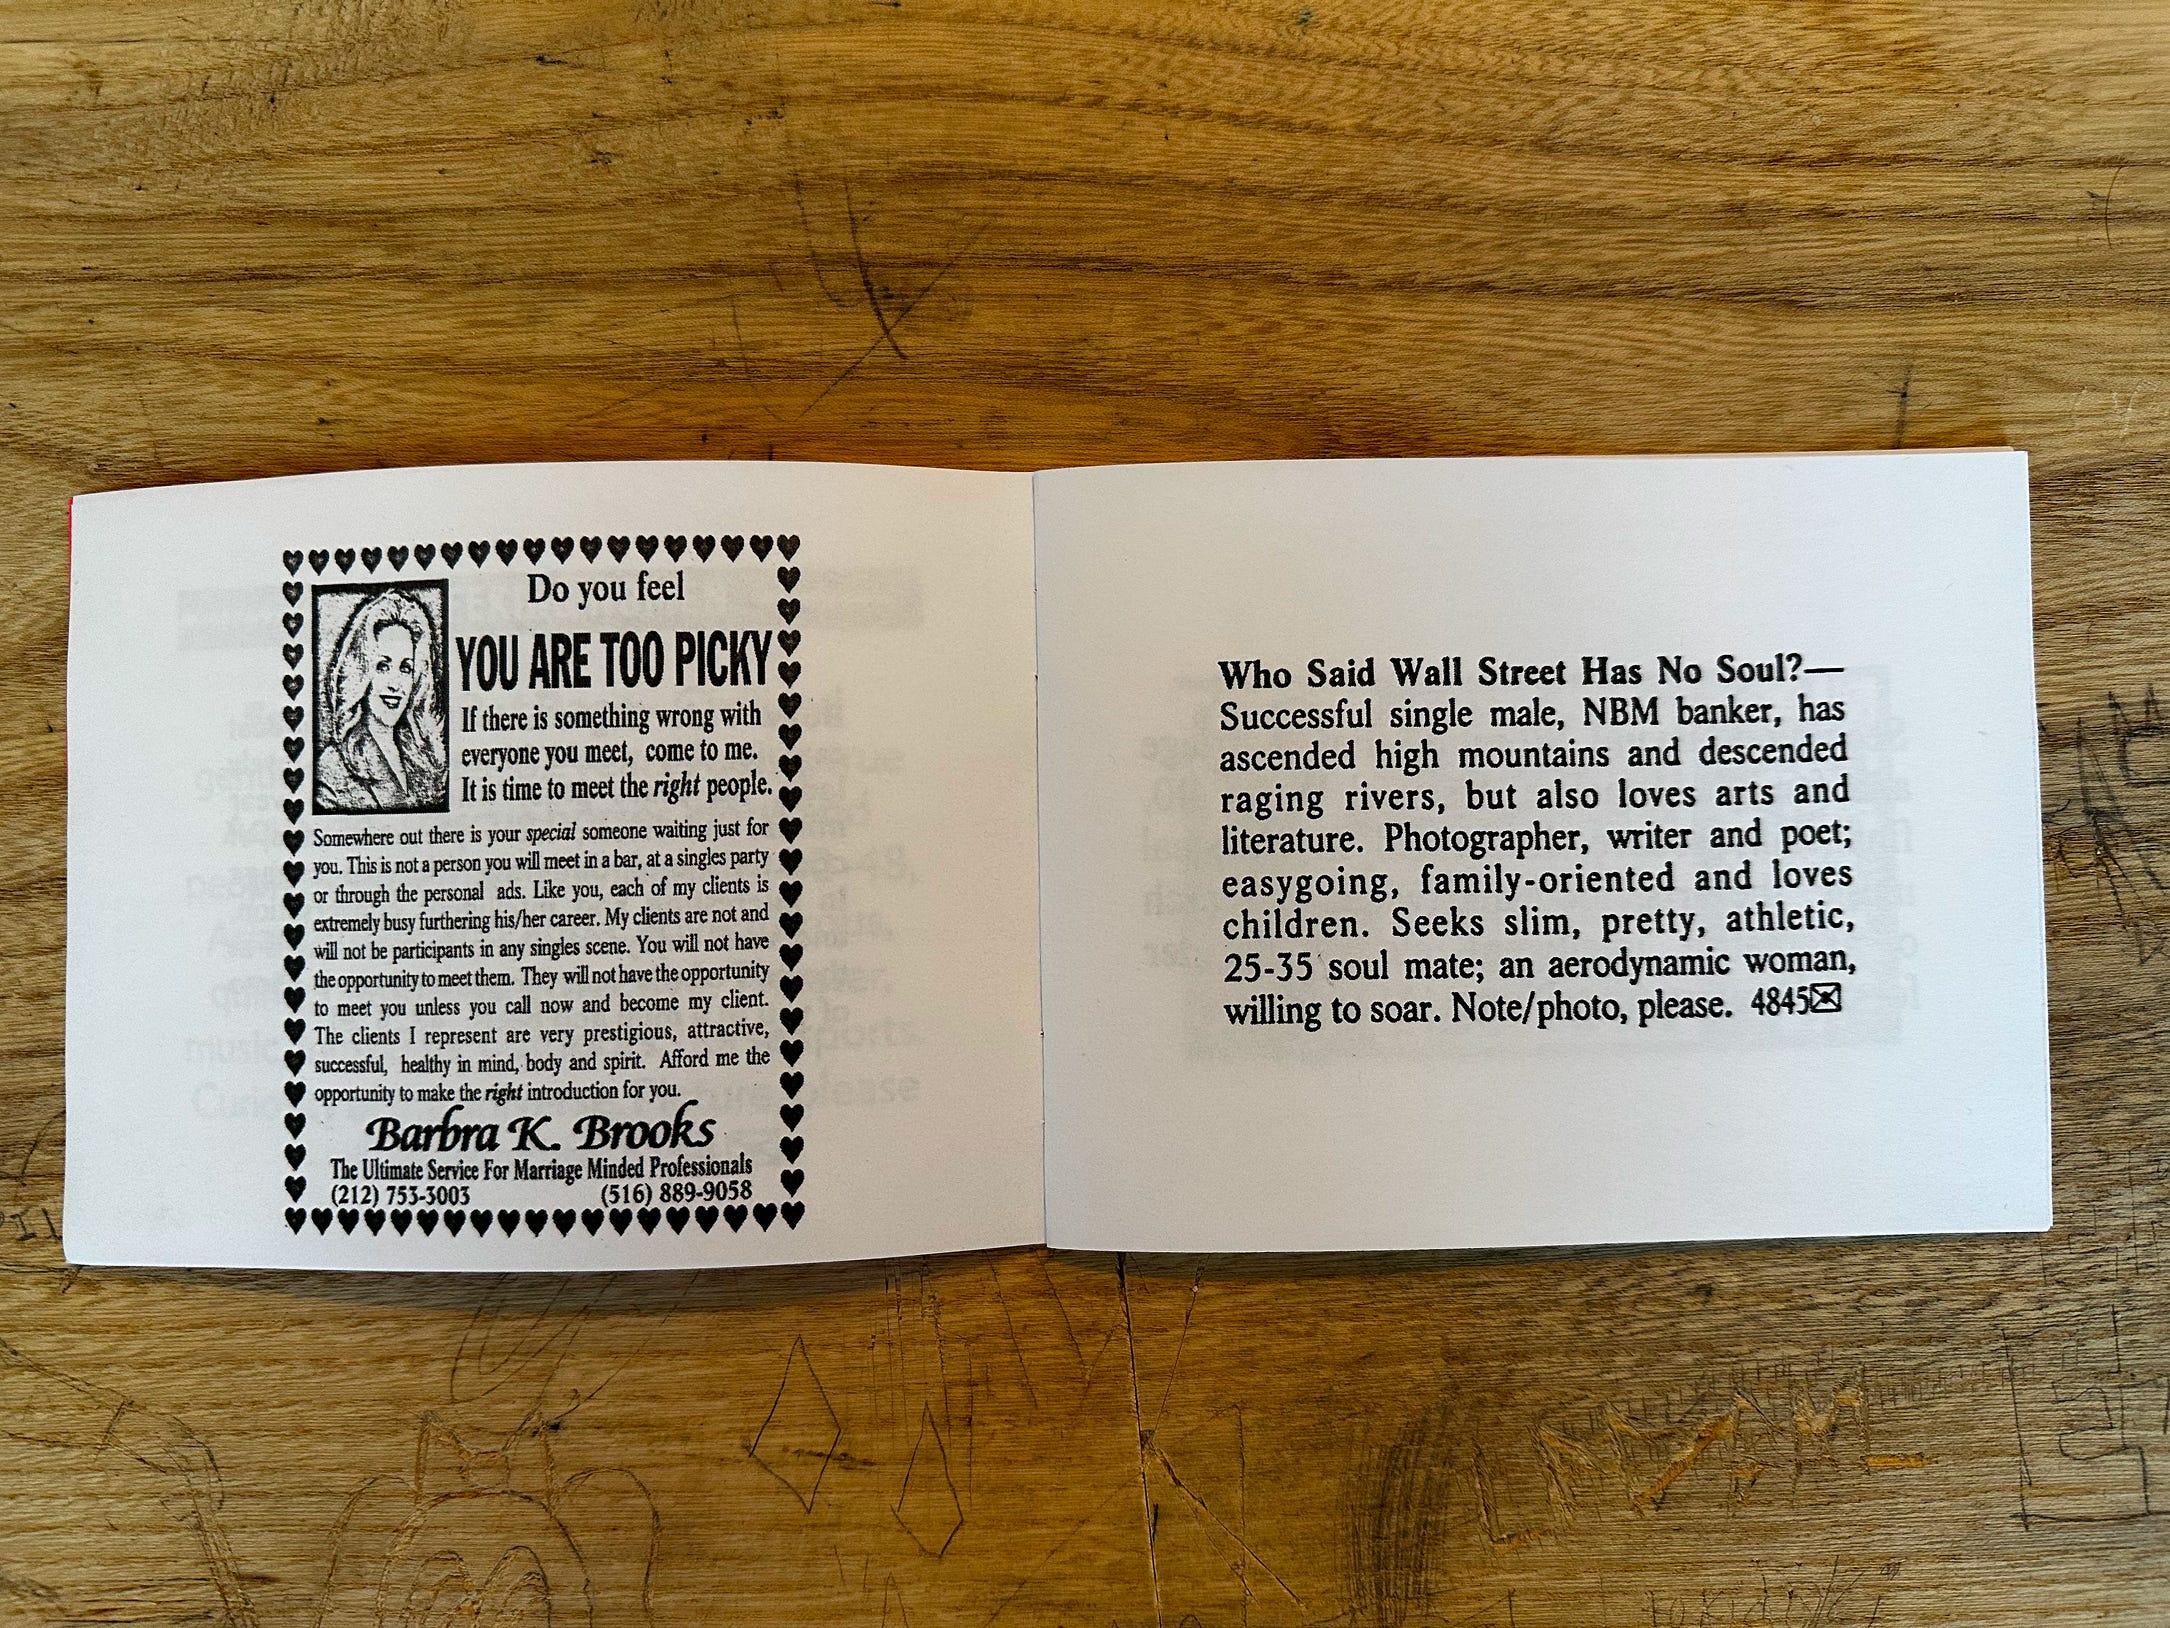 Do you feel
YOU ARE TOO PICKY
If there is something wrong with
everyone you meet, come to me.
It is time to meet the right people.
Somewhere out there is your special someone waiting just for
you. This is not a person you will meet in a bar, at a singles party
or through the personal ads. Like you, each of my clients is
extremely busy furthering his/her career. My clients are not and
will not be participants in any singles scene. You will not have
the opportunity to meet them. They will not have the opportunity
to meet you unless you call now and become my client.
The clients I represent are very prestigious, attractive,
successful, healthy in mind, body and spirit. Afford me the
opportunity to make the right introduction for you.
Barbra K. Brooks
The Ultimate Service For Marriage Minded Professionals
(212) 753-3003 (516) 889-9058
Who Said Wall Street Has No Soul?—
Successful single male, NBM banker, has
ascended high mountains and descended
raging rivers, but also loves arts and
literature. Photographer, writer and poet;
easygoing, family-oriented and loves
children. Seeks slim, pretty, athletic,
25-35 soul mate; an aerodynamic woman,
willing to soar. Note/photo, please. 4845